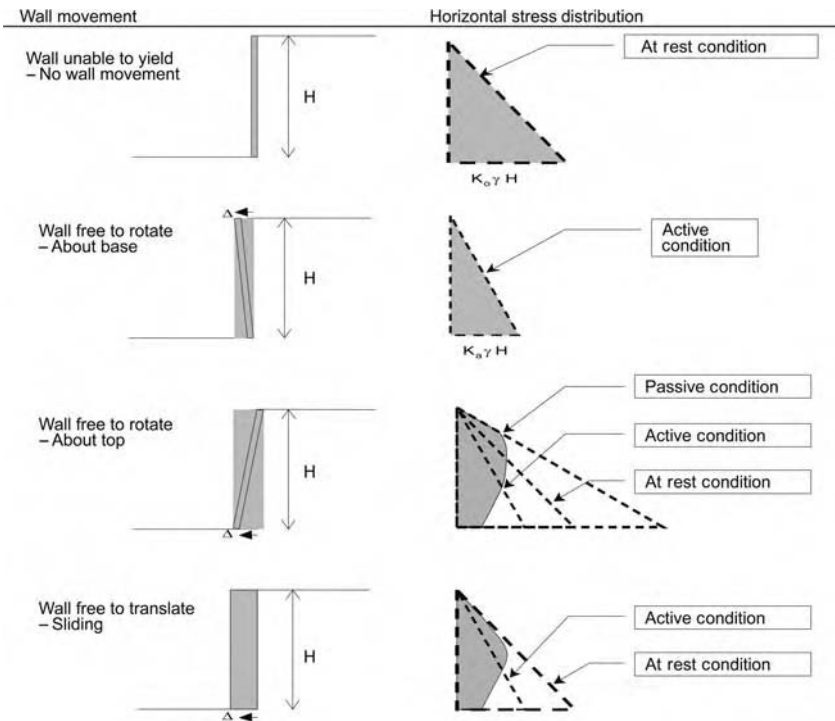 Wall movement
Horizontal stress distribution
Wall unable to yield
– No wall movement
H
At rest condition
Kₒγ H
Wall free to rotate
– About base
Δ
H
Active
condition
Kₐγ H
Wall free to rotate
– About top
Δ
H
Passive condition
Active condition
At rest condition
Wall free to translate
– Sliding
Δ
H
Active condition
At rest condition